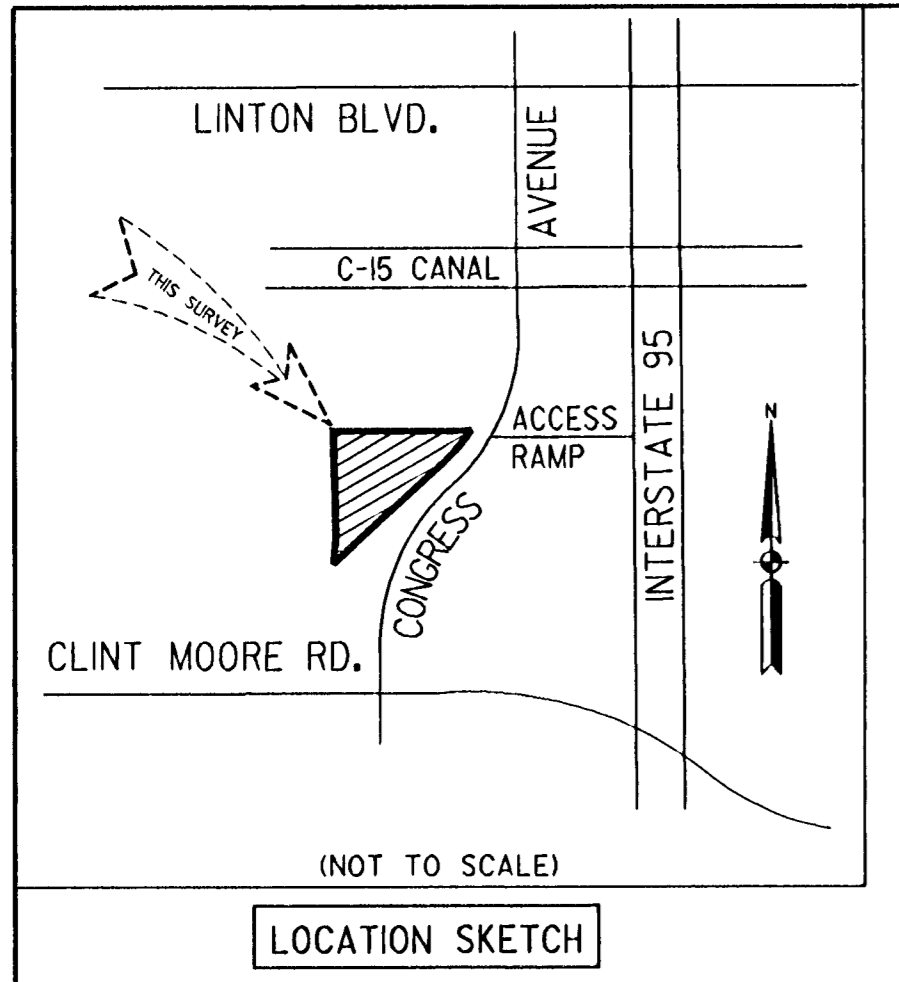 LINTON BLVD.
AVENUE
C-15 CANAL
THIS SURVEY
ACCESS
RAMP
INTERSTATE 95
N
CONGRESS
CLINT MOORE RD.
(NOT TO SCALE)
LOCATION SKETCH